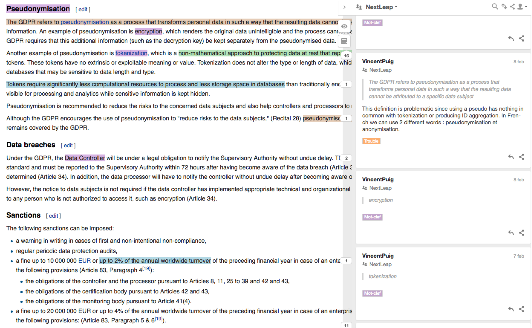 Pseudonymisation [ edit ]
The GDPR refers to pseudonymisation as a process that transforms personal data in such a way that the resulting data cannot
information. An example of pseudonymisation is encryption, which renders the original data unintelligible and the process cann
GDPR requires that this additional information (such as the decryption key) be kept separately from the pseudonymised data.
Another example of pseudonymisation is tokenization, which is a non-mathematical approach to protecting data at rest that rep
tokens. These tokens have no extrinsic or exploitable meaning or value. Tokenization does not alter the type or length of data, whic
databases that may be sensitive to data length and type.
Tokens require significantly less computational resources to process and less storage space in databases than traditionally enc
visible for processing and analytics while sensitive information is kept hidden.
Pseudonymisation is recommended to reduce the risks to the concerned data subjects and also help controllers and processors to
Although the GDPR encourages the use of pseudonymisation to "reduce risks to the data subjects," (Recital 28) pseudonymis
remains covered by the GDPR.
Data breaches [ edit ]
Under the GDPR, the Data Controller will be under a legal obligation to notify the Supervisory Authority without undue delay. Th
standard and must be reported to the Supervisory Authority within 72 hours after having become aware of the data breach (Article 3
determined (Article 34). In addition, the data processor will have to notify the controller without undue delay after becoming aware o
However, the notice to data subjects is not required if the data controller has implemented appropriate technical and organizational
to any person who is not authorized to access it, such as encryption (Article 34).
Sanctions [ edit ]
The following sanctions can be imposed:
a warning in writing in cases of first and non-intentional non-compliance,
regular periodic data protection audits,
a fine up to 10 000 000 EUR or up to 2% of the annual worldwide turnover of the preceding financial year in case of an ente
the following provisions (Article 83, Paragraph 4
the obligations of the controller and the processor pursuant to Articles 8, 11, 25 to 39 and 42 and 43,
the obligations of the certification body pursuant to Articles 42 and 43,
the obligations of the monitoring body pursuant to Article 41(4).
a fine up to 20 000 000 EUR or up to 4% of the annual worldwide turnover of the preceding financial year in case of an enterp
the following provisions: (Article 83, Paragraph 5 & 6
NextLeap
VincentPuig
NextLeap
The GDPR refers to pseudonymisation as a process that
transforms personal data in such a way that the resulting data
cannot be attributed to a specific data subject
This definition is problematic since using a pseudo has nothing in
common with tokenization or producing ID aggregation. In Fren-
ch we can use 2 different words : pseudonymisation et
anonymisation.
VincentPuig
NextLeap
encryption
VincentPuig
NextLeap
tokenization